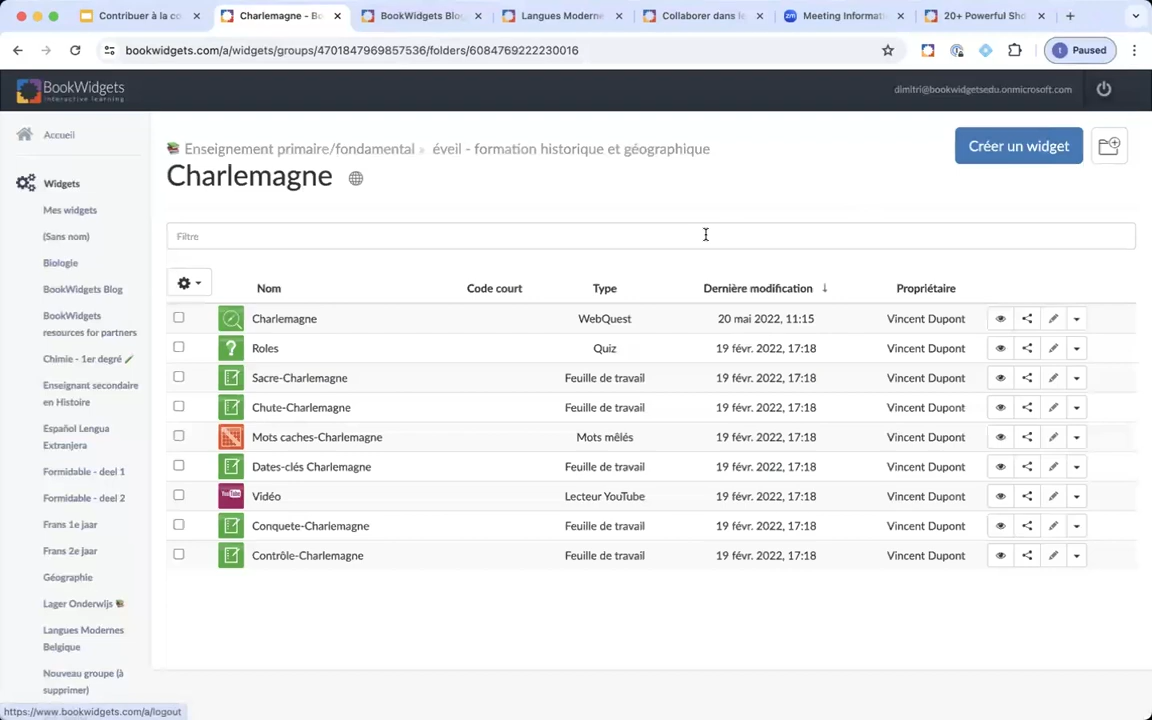 Contribuer à la co
Charlemagne - Bo
BookWidgets Blog
Langues Moderne
Collaborer dans le
Meeting Informati
20+ Powerful Sho
bookwidgets.com/a/widgets/groups/4701847969857536/folders/6084769222230016
Paused
BookWidgets
interactive learning
dimitri@bookwidgetsedu.onmicrosoft.com
Accueil
Widgets
Mes widgets
(Sans nom)
Biologie
BookWidgets Blog
BookWidgets
resources for partners
Chimie - 1er degré
Enseignant secondaire
en Histoire
Español Lengua
Extranjera
Formidable - deel 1
Formidable - deel 2
Frans 1e jaar
Frans 2e jaar
Géographie
Lager Onderwijs
Langues Modernes
Belgique
Nouveau groupe (à
supprimer)
Enseignement primaire/fondamental » éveil - formation historique et géographique
Charlemagne
Créer un widget
Filtre
Nom Code court Type Dernière modification ↓ Propriétaire
Charlemagne WebQuest 20 mai 2022, 11:15 Vincent Dupont
Roles Quiz 19 févr. 2022, 17:18 Vincent Dupont
Sacre-Charlemagne Feuille de travail 19 févr. 2022, 17:18 Vincent Dupont
Chute-Charlemagne Feuille de travail 19 févr. 2022, 17:18 Vincent Dupont
Mots caches-Charlemagne Mots mêlés 19 févr. 2022, 17:18 Vincent Dupont
Dates-clés Charlemagne Feuille de travail 19 févr. 2022, 17:18 Vincent Dupont
YouTube Vidéo Lecteur YouTube 19 févr. 2022, 17:18 Vincent Dupont
Conquete-Charlemagne Feuille de travail 19 févr. 2022, 17:18 Vincent Dupont
Contrôle-Charlemagne Feuille de travail 19 févr. 2022, 17:18 Vincent Dupont
https://www.bookwidgets.com/a/logout